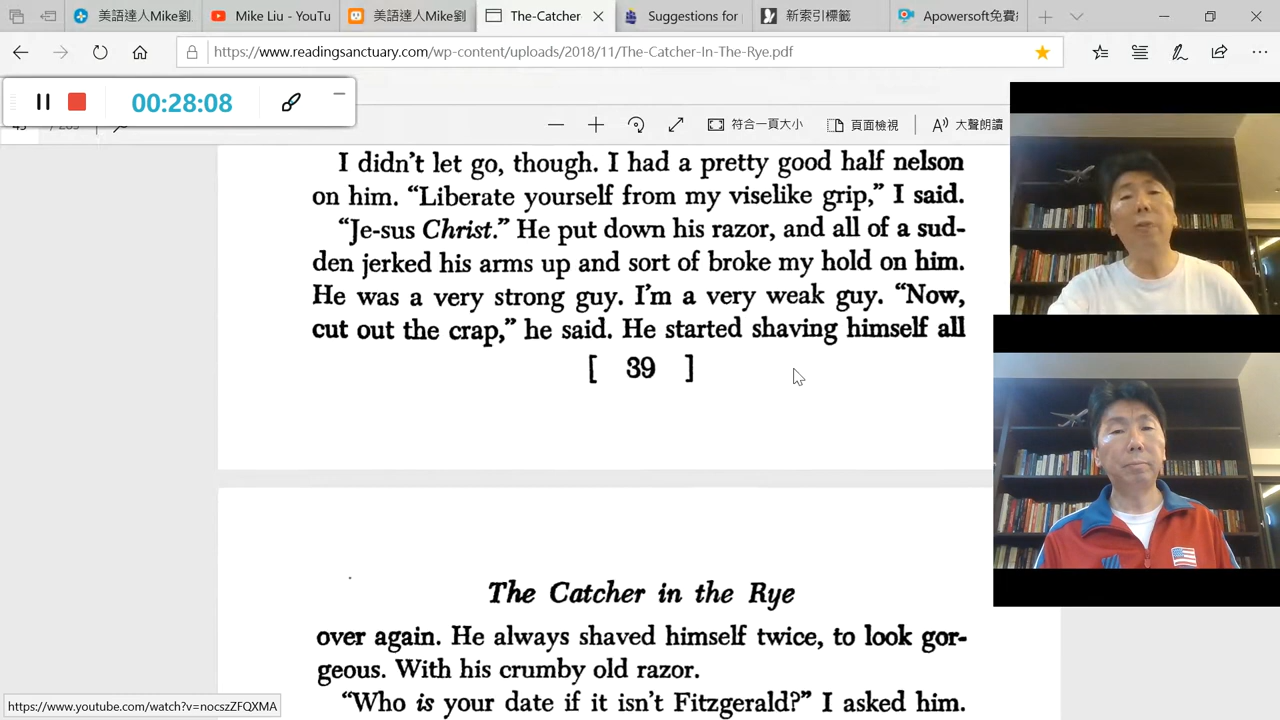 美語達人Mike劉
Mike Liu - YouTu
美語達人Mike劉
The-Catcher
Suggestions for
新索引標籤
Apowersoft免費
https://www.readingsanctuary.com/wp-content/uploads/2018/11/The-Catcher-In-The-Rye.pdf
00:28:08
符合一頁大小
頁面檢視
大聲朗讀
I didn't let go, though. I had a pretty good half nelson
on him. “Liberate yourself from my viselike grip,” I said.
“Je-sus Christ.” He put down his razor, and all of a sud-
den jerked his arms up and sort of broke my hold on him.
He was a very strong guy. I'm a very weak guy. “Now,
cut out the crap,” he said. He started shaving himself all
[ 39 ]
The Catcher in the Rye
over again. He always shaved himself twice, to look gor-
geous. With his crumby old razor.
“Who is your date if it isn't Fitzgerald?” I asked him.
https://www.youtube.com/watch?v=nocszZFQXMA